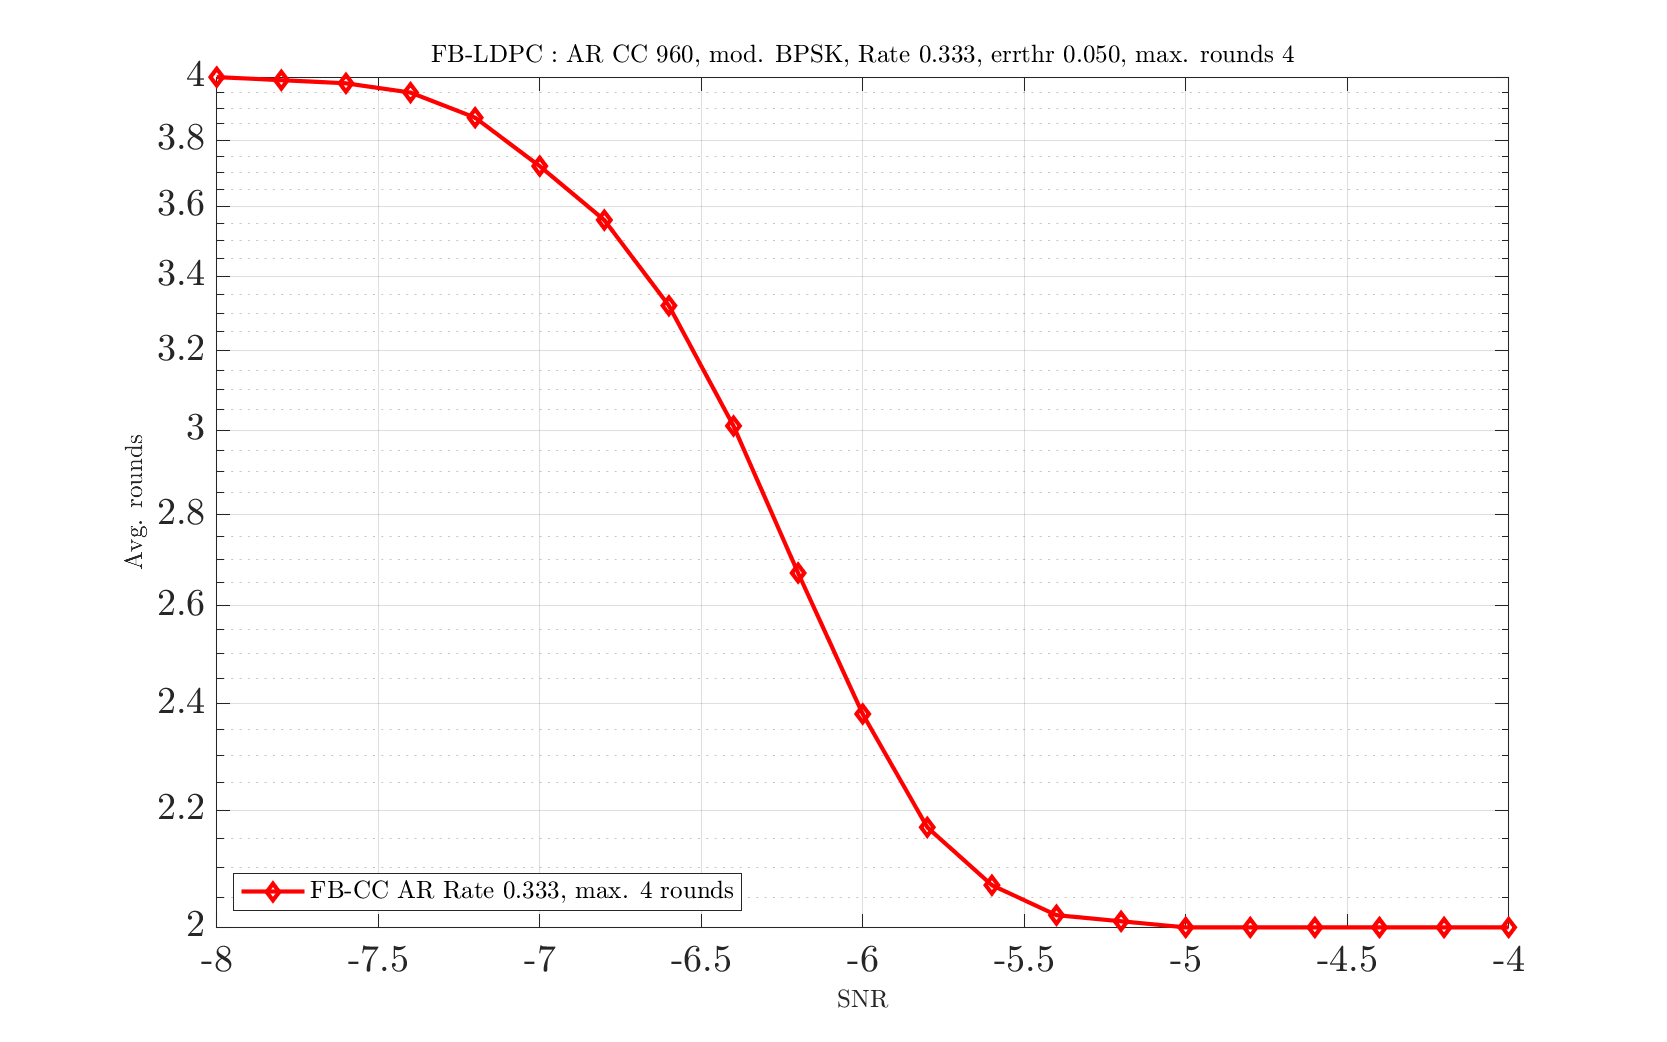 FB-LDPC : AR CC 960, mod. BPSK, Rate 0.333, errthr 0.050, max. rounds 4
4
3.8
3.6
3.4
3.2
3
2.8
2.6
2.4
2.2
2
Avg. rounds
FB-CC AR Rate 0.333, max. 4 rounds
-8 -7.5 -7 -6.5 -6 -5.5 -5 -4.5 -4
SNR